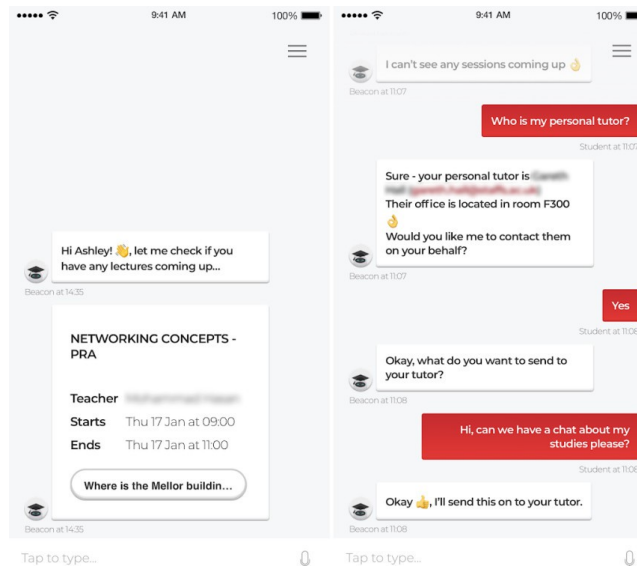 9:41 AM
100%
Hi Ashley! 👋, let me check if you
have any lectures coming up...
Beacon at 14:35
NETWORKING CONCEPTS -
PRA
Teacher
Starts Thu 17 Jan at 09:00
Ends Thu 17 Jan at 11:00
Where is the Mellor buildin...
Beacon at 14:35
Tap to type...
9:41 AM
100%
I can't see any sessions coming up 👌
Beacon at 11:07
Who is my personal tutor?
Student at 11:07
Sure - your personal tutor is
Their office is located in room F300
👌
Would you like me to contact them
on your behalf?
Beacon at 11:07
Yes
Student at 11:08
Okay, what do you want to send to
your tutor?
Beacon at 11:08
Hi, can we have a chat about my
studies please?
Student at 11:08
Okay 👍, I'll send this on to your tutor.
Beacon at 11:08
Tap to type...